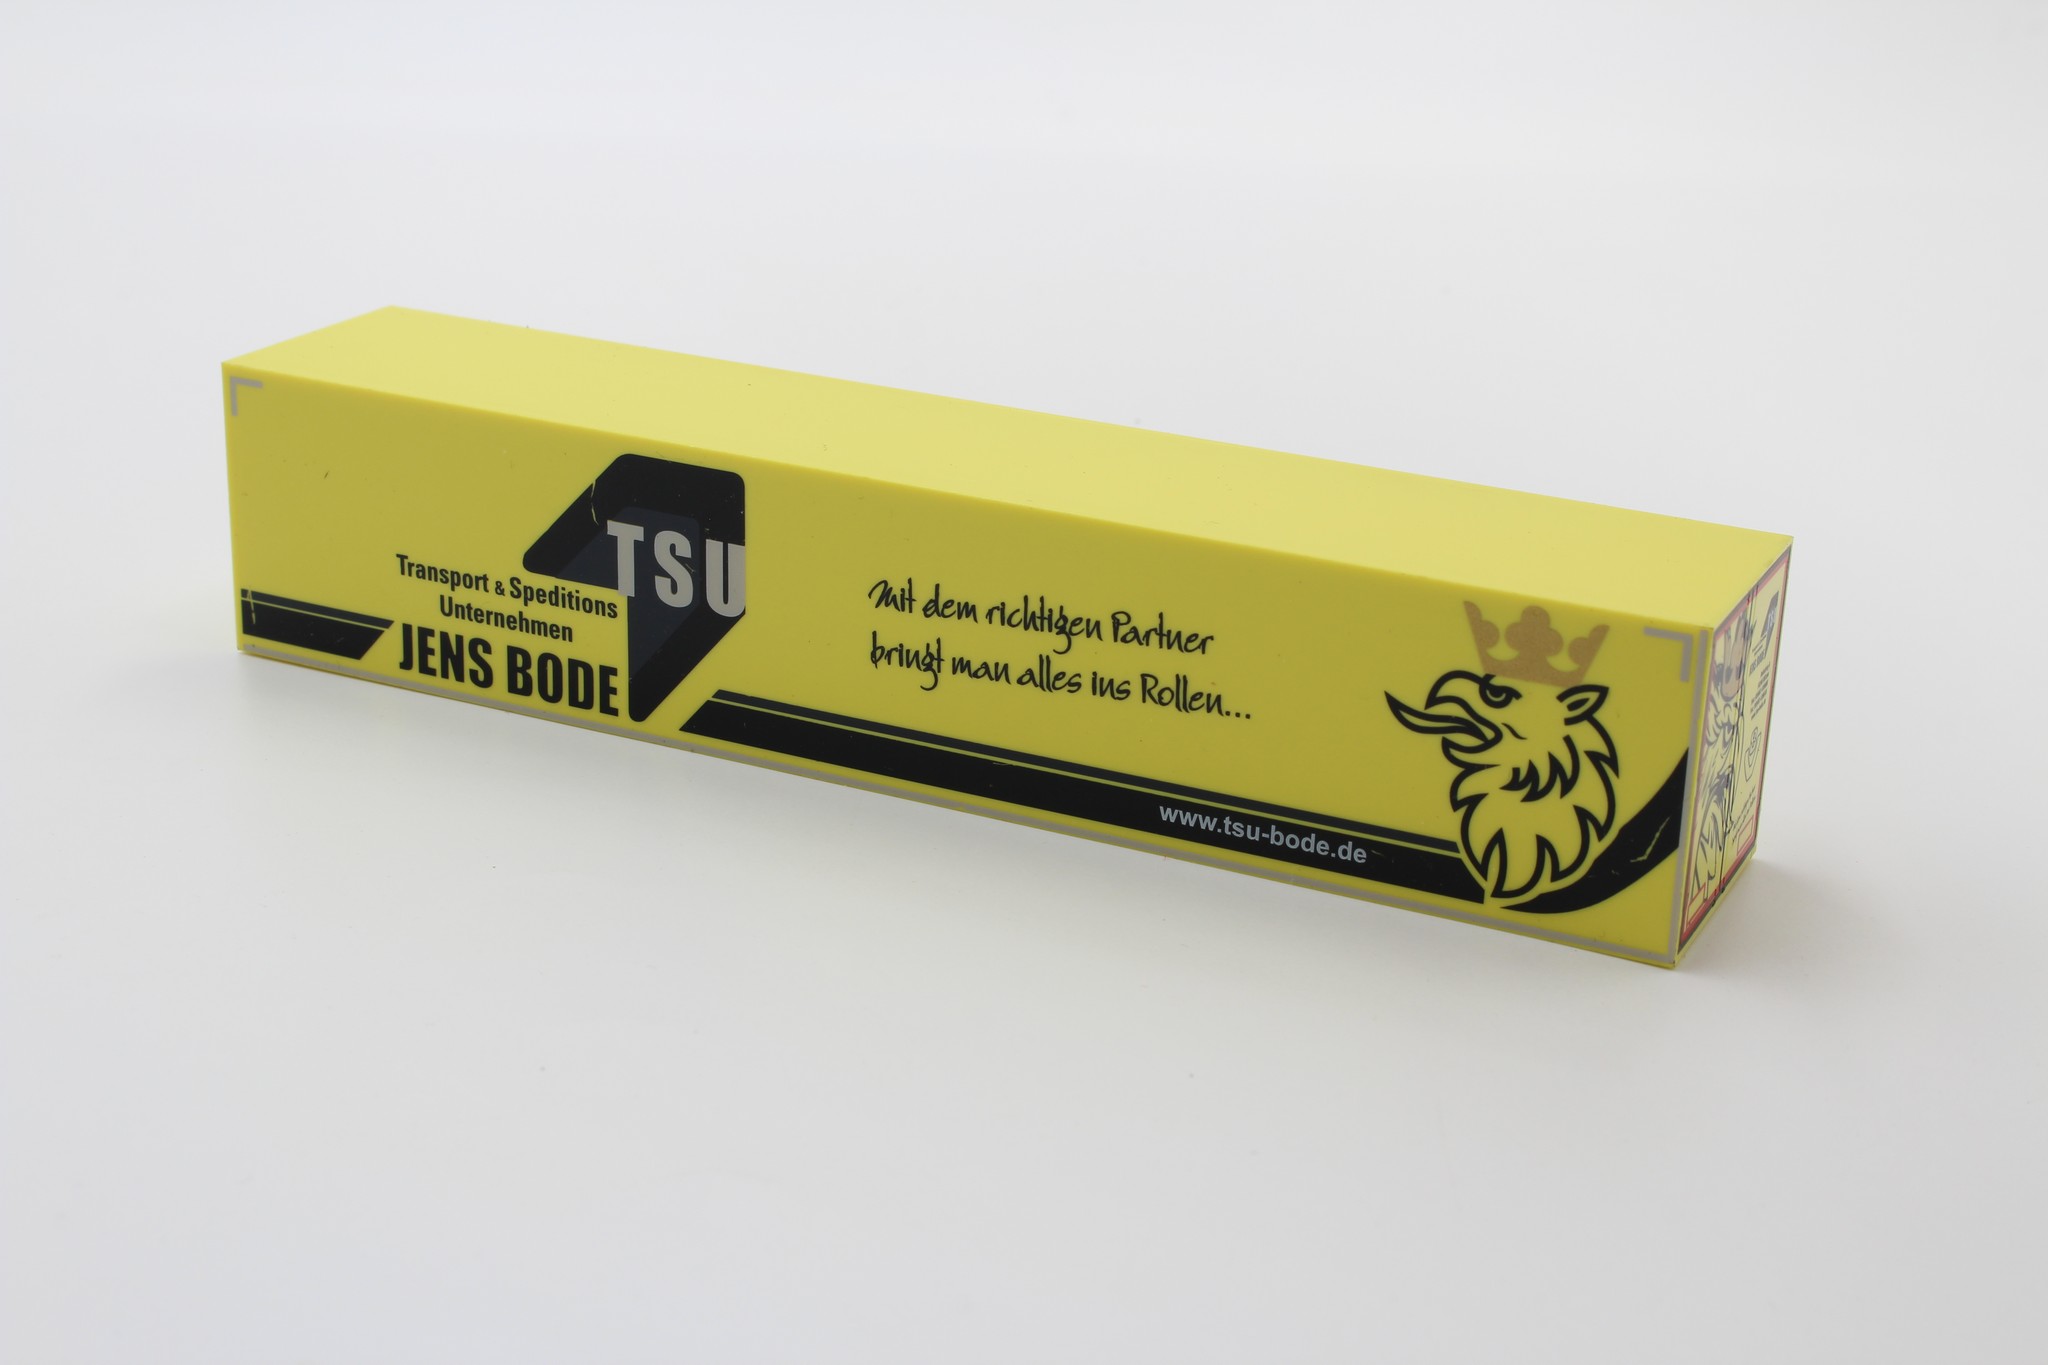 TSU
Transport & Speditions
Unternehmen
JENS BODE
Mit dem richtigen Partner
bringt man alles ins Rollen...
www.tsu-bode.de